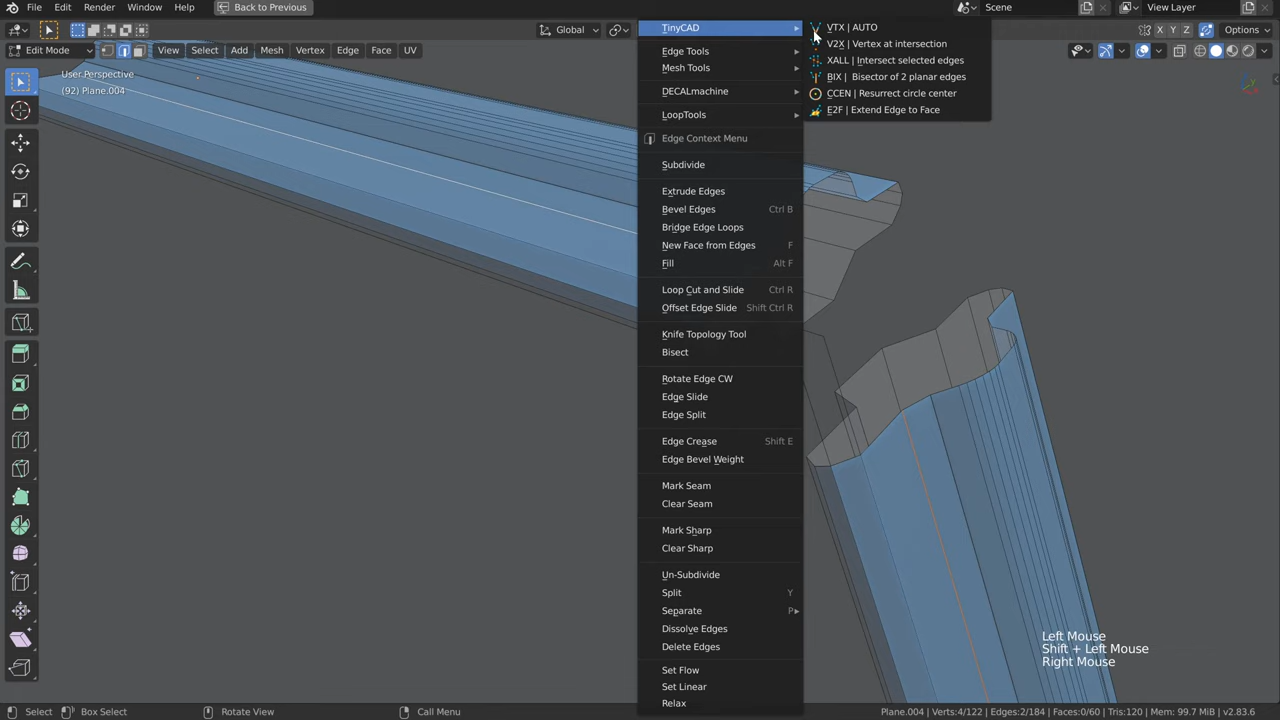 File Edit Render Window Help Back to Previous Scene View Layer
Global X Y Z Options
Edit Mode View Select Add Mesh Vertex Edge Face UV
User Perspective
(92) Plane.004
TinyCAD
Edge Tools
Mesh Tools
DECALmachine
LoopTools
Edge Context Menu
Subdivide
Extrude Edges
Bevel Edges Ctrl B
Bridge Edge Loops
New Face from Edges F
Fill Alt F
Loop Cut and Slide Ctrl R
Offset Edge Slide Shift Ctrl R
Knife Topology Tool
Bisect
Rotate Edge CW
Edge Slide
Edge Split
Edge Crease Shift E
Edge Bevel Weight
Mark Seam
Clear Seam
Mark Sharp
Clear Sharp
Un-Subdivide
Split Y
Separate P
Dissolve Edges
Delete Edges
Set Flow
Set Linear
Relax
VTX | AUTO
V2X | Vertex at intersection
XALL | Intersect selected edges
BIX | Bisector of 2 planar edges
CCEN | Resurrect circle center
E2F | Extend Edge to Face
Y
Left Mouse
Shift + Left Mouse
Right Mouse
Select Box Select Rotate View Call Menu Plane.004 | Verts:4/122 | Edges:2/184 | Faces:0/60 | Tris:120 | Mem: 99.7 MiB | v2.83.6